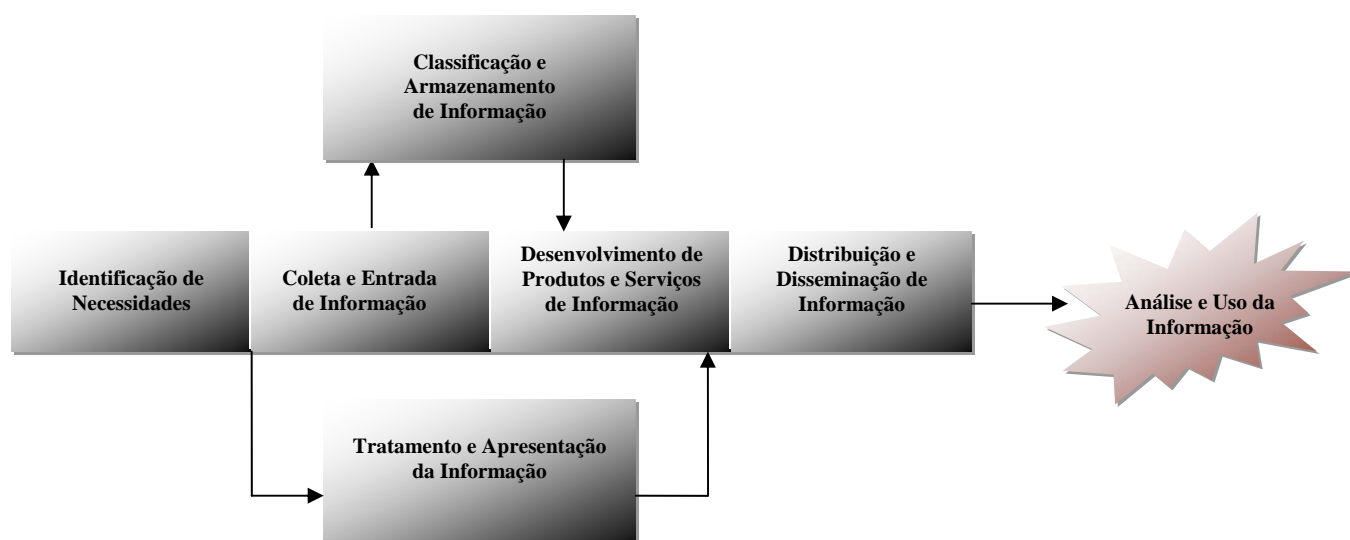 Classificação e
Armazenamento
de Informação
Identificação de
Necessidades
Coleta e Entrada
de Informação
Desenvolvimento de
Produtos e Serviços
de Informação
Distribuição e
Disseminação de
Informação
Análise e Uso da
Informação
Tratamento e Apresentação
da Informação